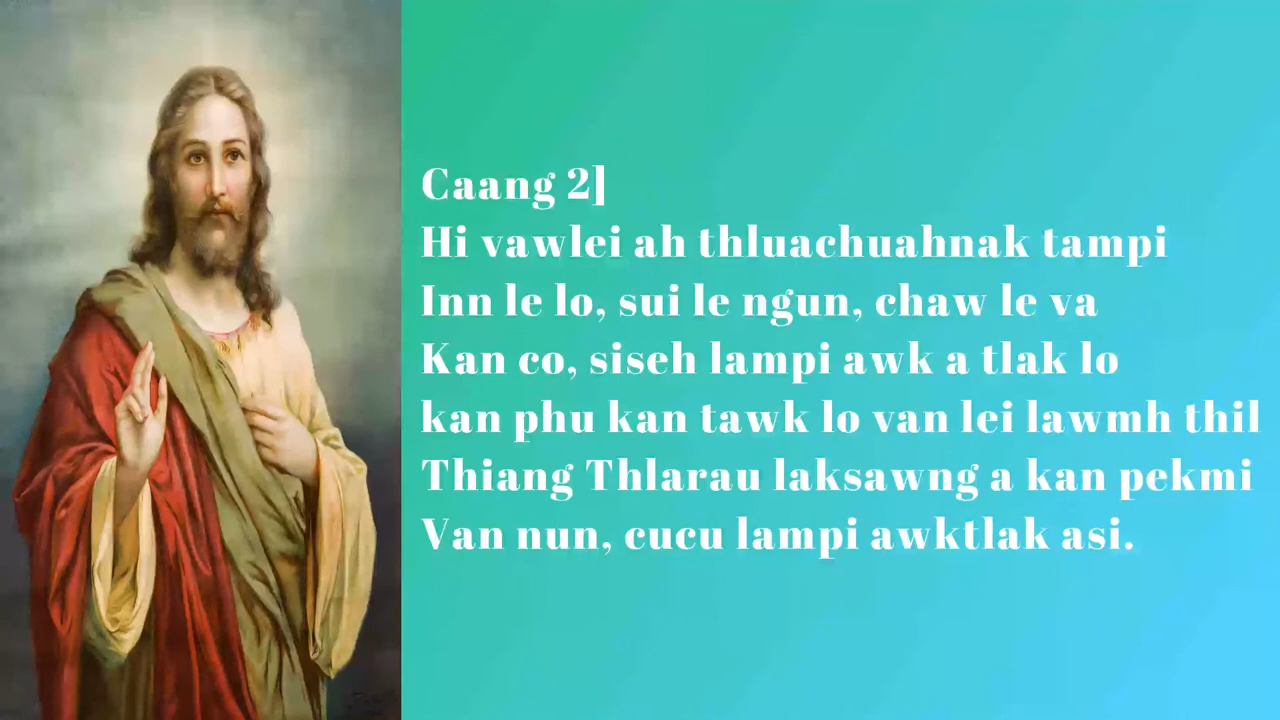 Caang 2]
Hi vawlei ah thluachuahnak tampi
Inn le lo, sui le ngun, chaw le va
Kan co, siseh lampi awk a tlak lo
kan phu kan tawk lo van lei lawmh thil
Thiang Thlarau laksawng a kan pekmi
Van nun, cucu lampi awktlak asi.